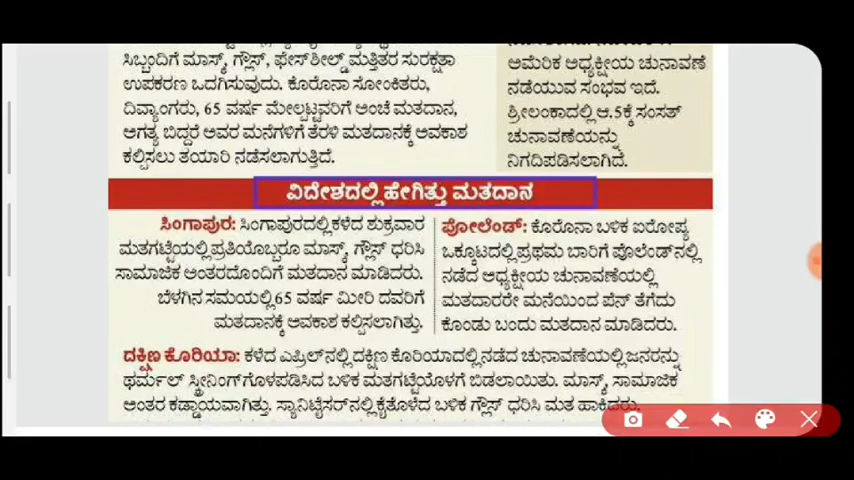 ಸಿಬ್ಬಂದಿಗೆ ಮಾಸ್ಕ್, ಗ್ಲೌಸ್, ಫೇಸ್‌ಶೀಲ್ಡ್ ಮತ್ತಿತರ ಸುರಕ್ಷತಾ
ಉಪಕರಣ ಒದಗಿಸುವುದು. ಕೊರೊನಾ ಸೋಂಕಿತರು,
ದಿವ್ಯಾಂಗರು, 65 ವರ್ಷ ಮೇಲ್ಪಟ್ಟವರಿಗೆ ಅಂಚೆ ಮತದಾನ,
ಅಗತ್ಯ ಬಿದ್ದರೆ ಅವರ ಮನೆಗಳಿಗೆ ತೆರಳಿ ಮತದಾನಕ್ಕೆ ಅವಕಾಶ
ಕಲ್ಪಿಸಲು ತಯಾರಿ ನಡೆಸಲಾಗುತ್ತಿದೆ.
ಅಮೆರಿಕ ಅಧ್ಯಕ್ಷೀಯ ಚುನಾವಣೆ
ನಡೆಯುವ ಸಂಭವ ಇದೆ.
ಶ್ರೀಲಂಕಾದಲ್ಲಿ ಆ.5ಕ್ಕೆ ಸಂಸತ್
ಚುನಾವಣೆಯನ್ನು
ನಿಗದಿಪಡಿಸಲಾಗಿದೆ.
ವಿದೇಶದಲ್ಲಿ ಹೇಗಿತ್ತು ಮತದಾನ
ಸಿಂಗಾಪುರ: ಸಿಂಗಾಪುರದಲ್ಲಿ ಕಳೆದ ಶುಕ್ರವಾರ
ಮತಗಟ್ಟೆಯಲ್ಲಿ ಪ್ರತಿಯೊಬ್ಬರೂ ಮಾಸ್ಕ್, ಗ್ಲೌಸ್ ಧರಿಸಿ
ಸಾಮಾಜಿಕ ಅಂತರದೊಂದಿಗೆ ಮತದಾನ ಮಾಡಿದರು.
ಬೆಳಗಿನ ಸಮಯಲ್ಲಿ 65 ವರ್ಷ ಮೀರಿ ದವರಿಗೆ
ಮತದಾನಕ್ಕೆ ಅವಕಾಶ ಕಲ್ಪಿಸಲಾಗಿತ್ತು.
ಪೋಲೆಂಡ್: ಕೊರೊನಾ ಬಳಿಕ ಐರೋಪ್ಯ
ಒಕ್ಕೂಟದಲ್ಲಿ ಪ್ರಥಮ ಬಾರಿಗೆ ಪೊಲೆಂಡ್‌ನಲ್ಲಿ
ನಡೆದ ಅಧ್ಯಕ್ಷೀಯ ಚುನಾವಣೆಯಲ್ಲಿ
ಮತದಾರರೇ ಮನೆಯಿಂದ ಪೆನ್ ತೆಗೆದು
ಕೊಂಡು ಬಂದು ಮತದಾನ ಮಾಡಿದರು.
ದಕ್ಷಿಣ ಕೊರಿಯಾ: ಕಳೆದ ಎಪ್ರಿಲ್‌ನಲ್ಲಿ ದಕ್ಷಿಣ ಕೊರಿಯಾದಲ್ಲಿ ನಡೆದ ಚುನಾವಣೆಯಲ್ಲಿ ಜನರನ್ನು
ಥರ್ಮಲ್ ಸ್ಕ್ರೀನಿಂಗ್‌ಗೊಳಪಡಿಸಿದ ಬಳಿಕ ಮತಗಟ್ಟೆಯೊಳಗೆ ಬಿಡಲಾಯಿತು. ಮಾಸ್ಕ್, ಸಾಮಾಜಿಕ
ಅಂತರ ಕಡ್ಡಾಯವಾಗಿತ್ತು. ಸ್ಯಾನಿಟೈಸರ್‌ನಲ್ಲಿ ಕೈತೊಳೆದ ಬಳಿಕ ಗ್ಲೌಸ್ ಧರಿಸಿ ಮತ ಹಾಕಿದರು.